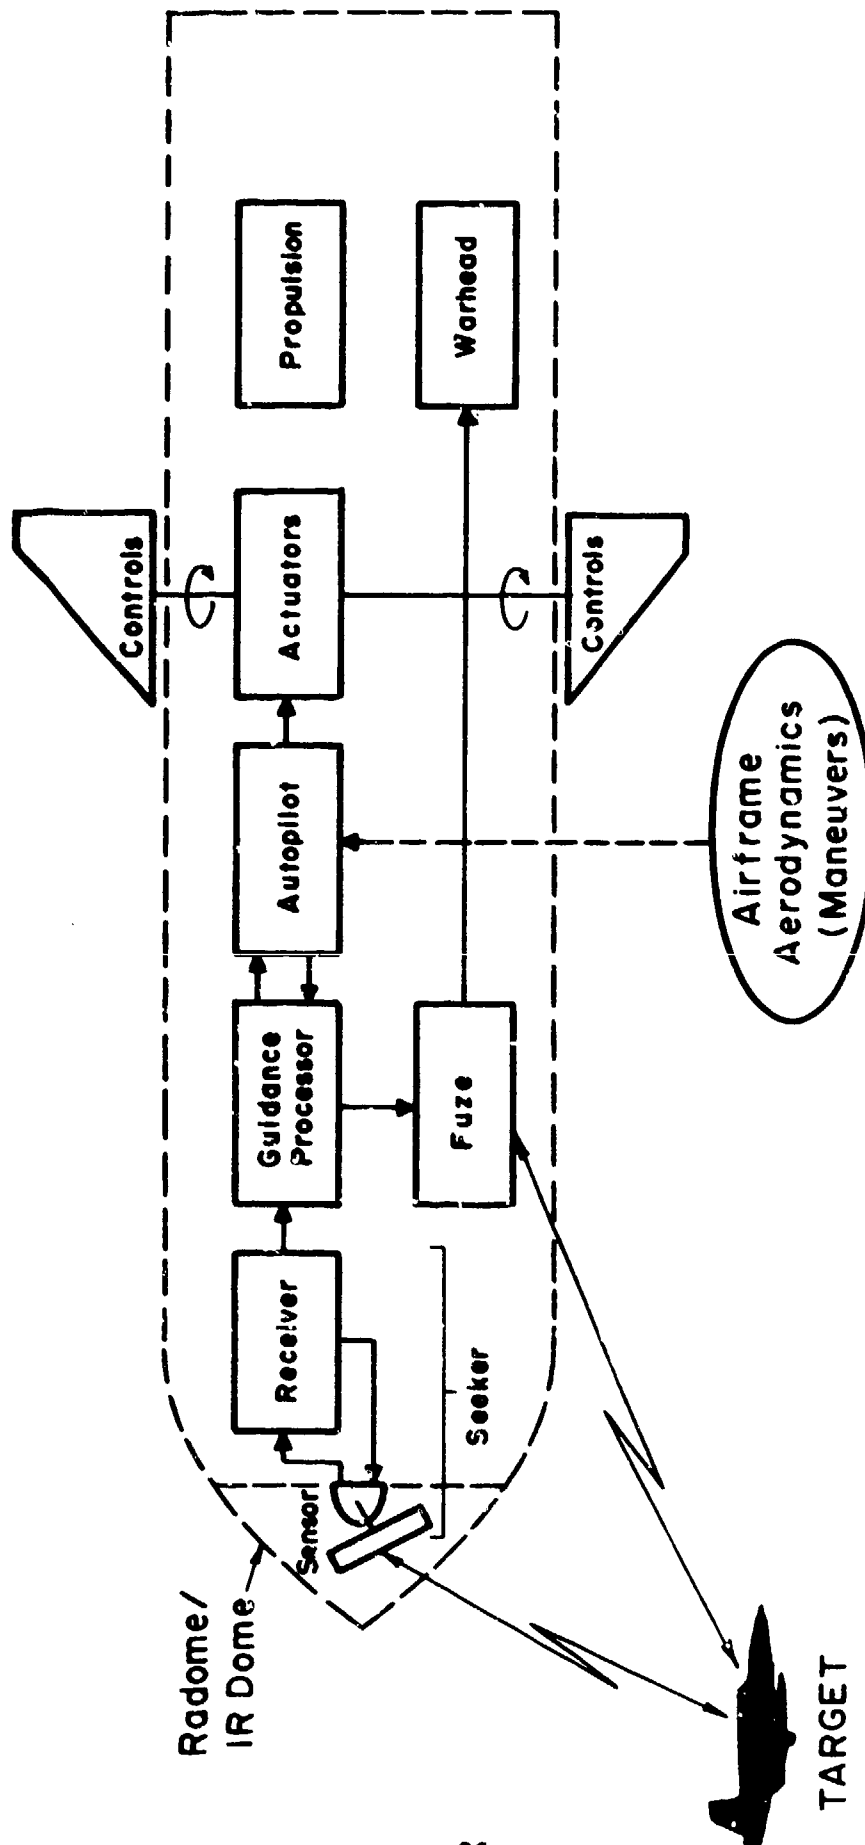 Radome/
IR Dome
Sensor
Receiver
Seeker
Guidance
Processor
Fuze
Autopilot
Actuators
Controls
Controls
Propulsion
Warhead
Airframe
Aerodynamics
(Maneuvers)
TARGET